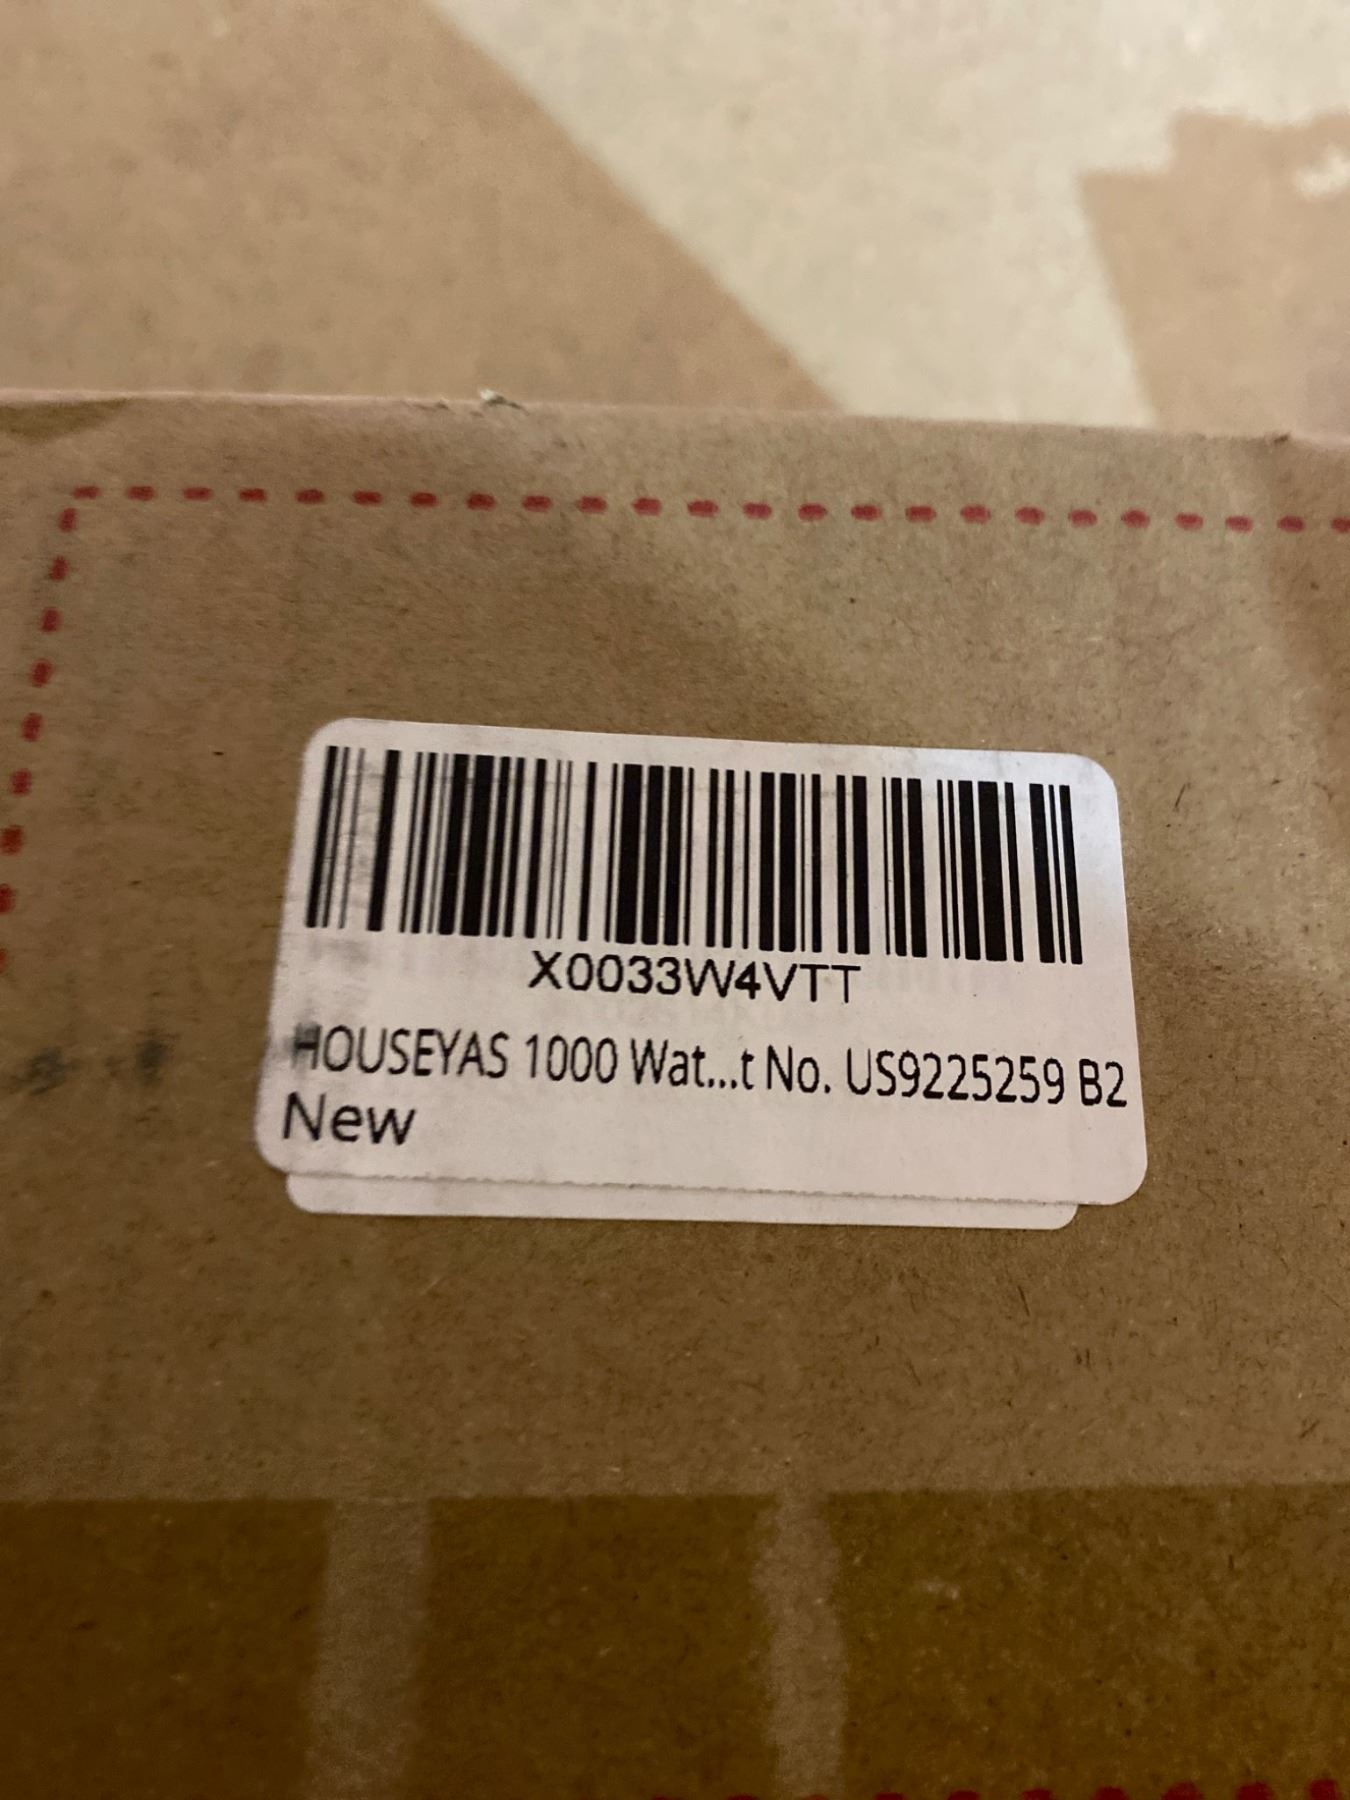 X0033W4VTT
HOUSEYAS 1000 Wat...t No. US9225259 B2
New